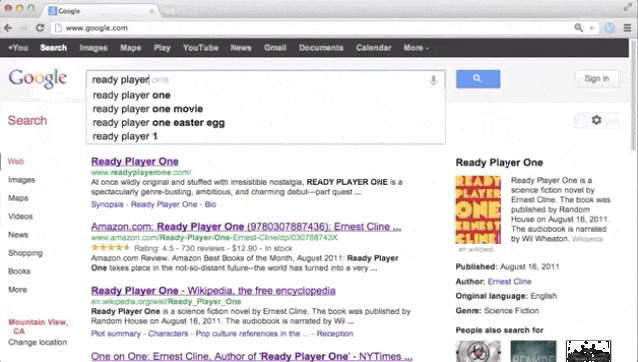 Google
www.google.com
+You Search Images Maps Play YouTube News Gmail Documents Calendar More
Google
ready player one
Sign in
ready player one
ready player one movie
ready player one easter egg
ready player 1
Search
Web
Images
Maps
Videos
News
Shopping
Books
More
Mountain View,
CA
Change location
Ready Player One
www.readyplayerone.com/
At once wildly original and stuffed with irresistible nostalgia, READY PLAYER ONE is a
spectacularly genre-busting, ambitious, and charming debut—part quest ...
Synopsis - Ready Player One - Bio
Amazon.com: Ready Player One (9780307887436): Ernest Cline ...
www.amazon.com/Ready-Player-One-Ernest-Cline/dp/030788743X
Rating: 4.5 - 730 reviews - $12.90 - In stock
Amazon.com Review. Amazon Best Books of the Month, August 2011: Ready Player
One takes place in the not-so-distant future--the world has turned into a very ...
Ready Player One - Wikipedia, the free encyclopedia
en.wikipedia.org/wiki/Ready_Player_One
Ready Player One is a science fiction novel by Ernest Cline. The book was published by
Random House on August 16, 2011. The audiobook is narrated by Wil ...
Plot summary - Characters - Pop culture references in the ... - Reception
One on One: Ernest Cline, Author of 'Ready Player One' - NYTimes ...
Ready Player One
READY
PLAYER
ONE
ERNEST
CLINE
en.wikipedia.org
Ready Player One is a
science fiction novel by
Ernest Cline. The book was
published by Random
House on August 16, 2011.
The audiobook is narrated
by Wil Wheaton. Wikipedia
Published: August 16, 2011
Author: Ernest Cline
Original language: English
Genre: Science Fiction
People also search for